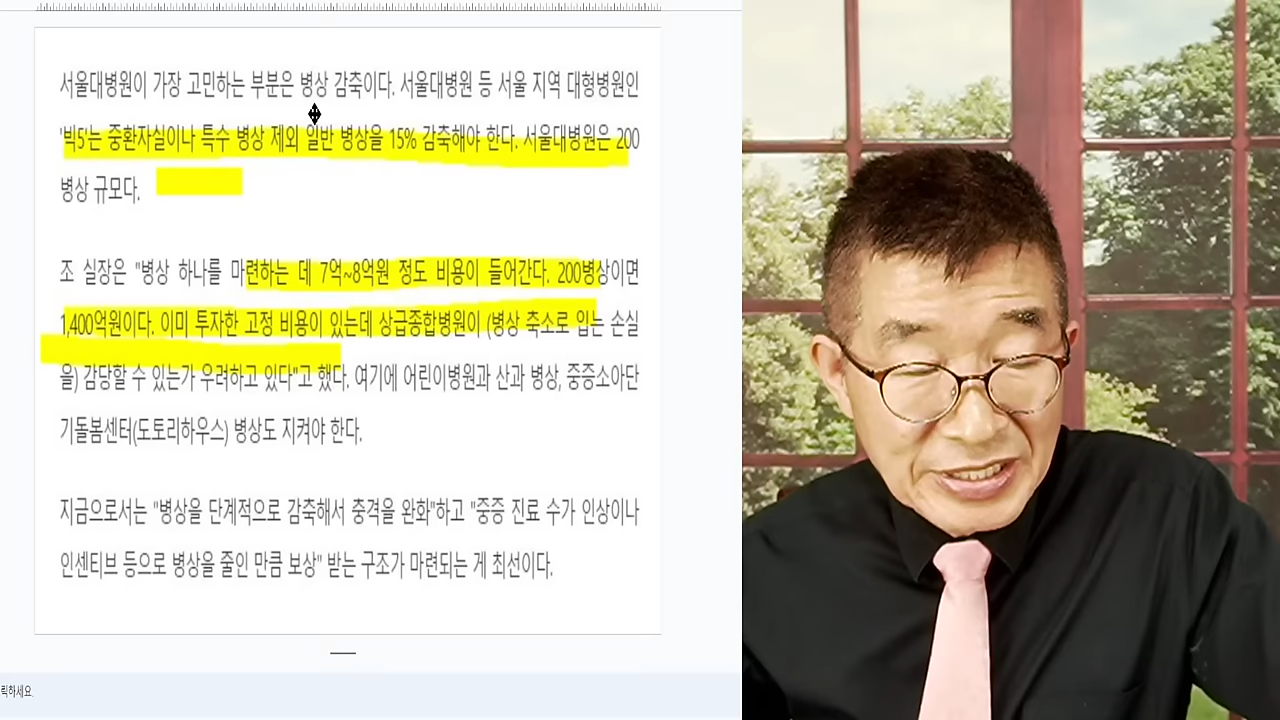 서울대병원이 가장 고민하는 부분은 병상 감축이다. 서울대병원 등 서울 지역 대형병원인
'빅5'는 중환자실이나 특수 병상 제외 일반 병상을 15% 감축해야 한다. 서울대병원은 200
병상 규모다.
조 실장은 "병상 하나를 마련하는 데 7억~8억원 정도 비용이 들어간다. 200병상이면
1,400억원이다. 이미 투자한 고정 비용이 있는데 상급종합병원이 (병상 축소로 입는 손실
을) 감당할 수 있는가 우려하고 있다"고 했다. 여기에 어린이병원과 산과 병상, 중증소아단
기돌봄센터(도토리하우스) 병상도 지켜야 한다.
지금으로서는 "병상을 단계적으로 감축해서 충격을 완화"하고 "중증 진료 수가 인상이나
인센티브 등으로 병상을 줄인 만큼 보상" 받는 구조가 마련되는 게 최선이다.
릭하세요.